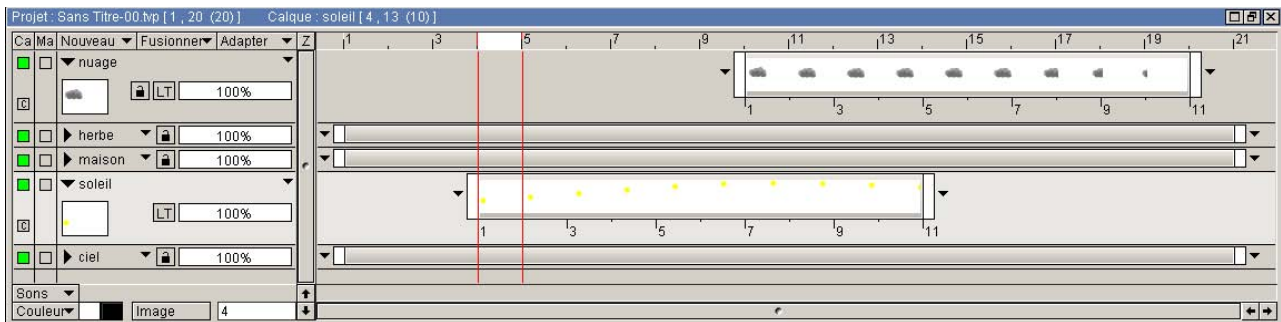 Projet : Sans Titre-00.tvp [ 1 , 20 (20) ] Calque : soleil [ 4 , 13 (10) ]
Ca Ma Nouveau Fusionner Adapter Z 1 3 5 7 9 11 13 15 17 19 21
nuage
LT 100%
C
1 3 5 7 9 11
herbe 100%
maison 100%
soleil
LT 100%
C
1 3 5 7 9 11
ciel 100%
Sons
Couleur Image 4